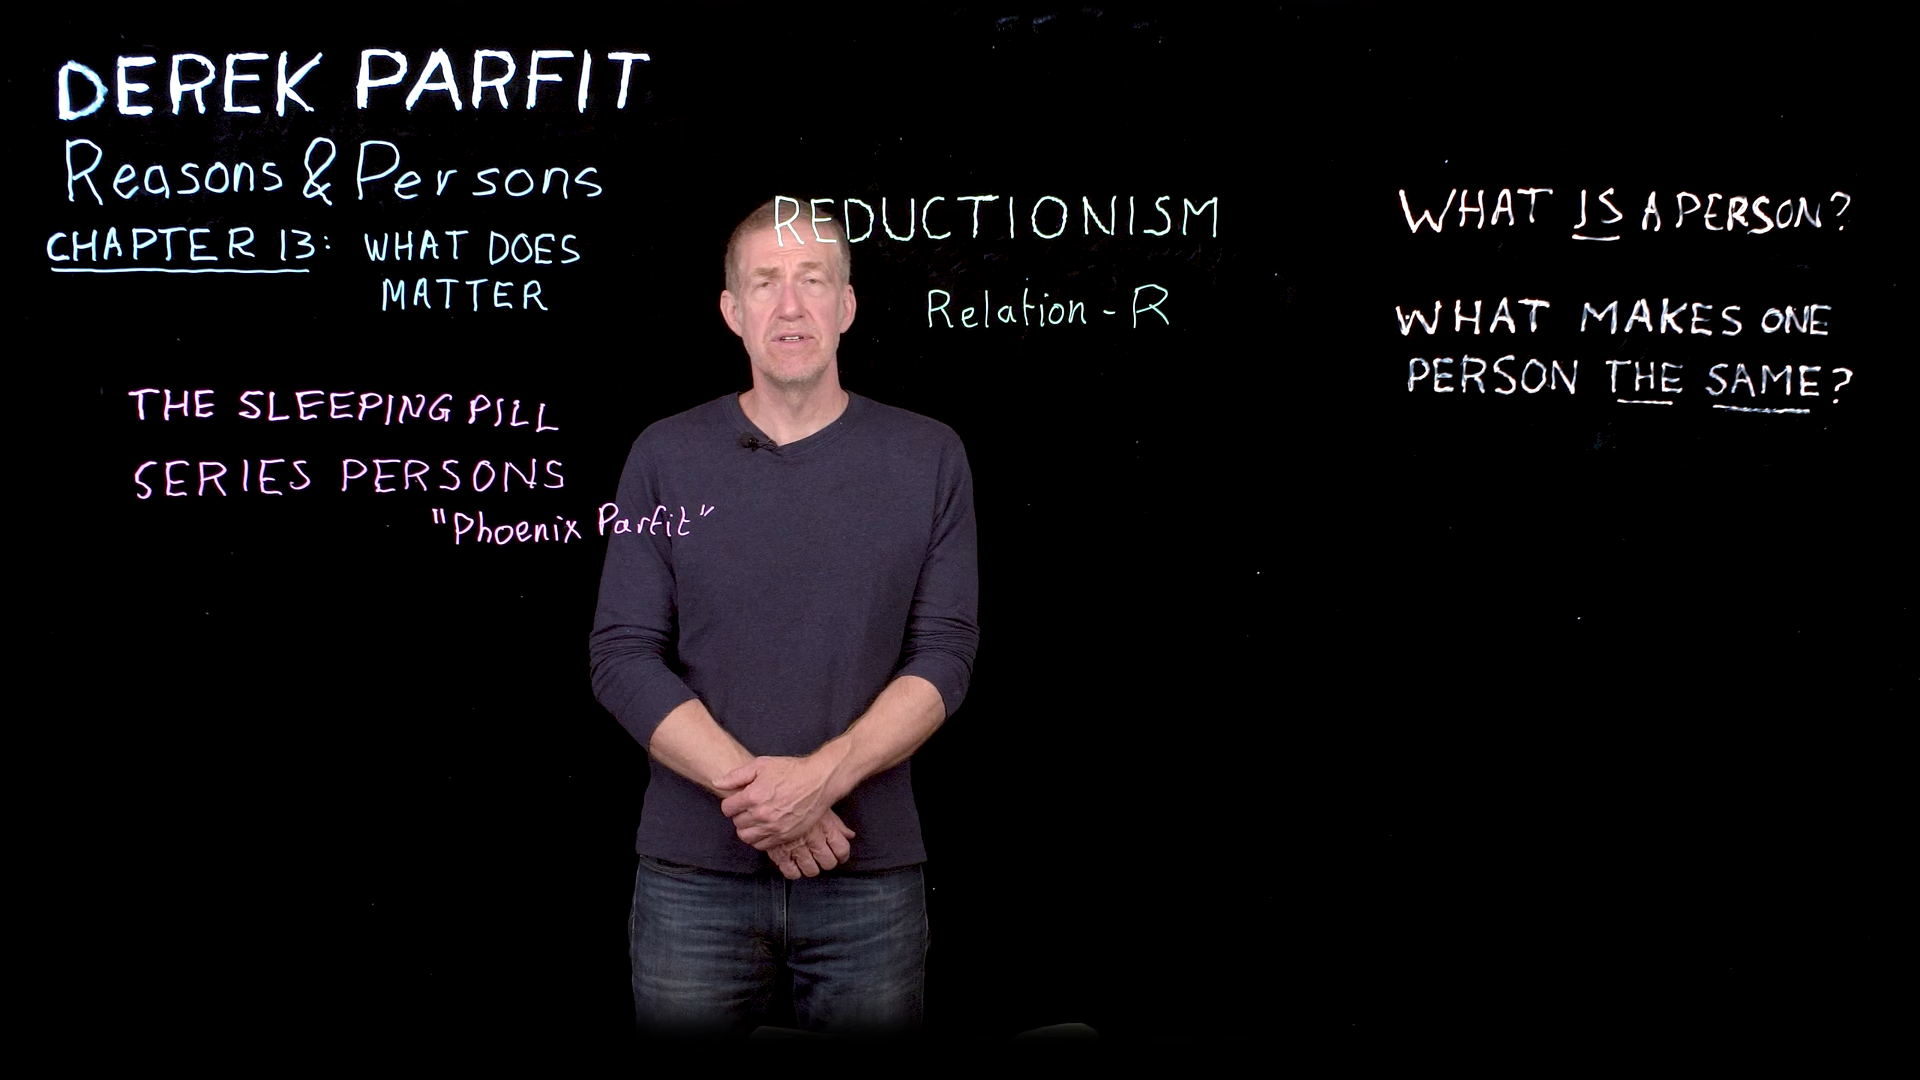 DEREK PARFIT
Reasons & Persons
CHAPTER 13: WHAT DOES
MATTER
THE SLEEPING PILL
SERIES PERSONS
"Phoenix Parfit"
REDUCTIONISM
Relation - R
WHAT IS A PERSON?
WHAT MAKES ONE
PERSON THE SAME?